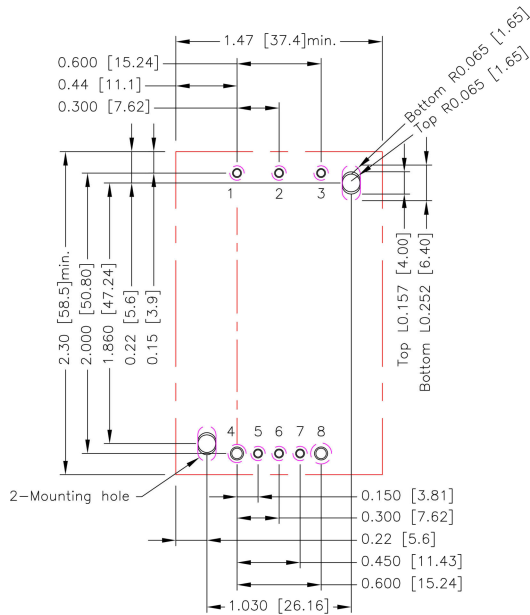 1.47 [37.4]min.
0.600 [15.24]
0.44 [11.1]
0.300 [7.62]
Bottom R0.065 [1.65]
Top R0.065 [1.65]
1 2 3
2.30 [58.5]min.
2.000 [50.80]
1.860 [47.24]
0.22 [5.6]
0.15 [3.9]
Top L0.157 [4.00]
Bottom L0.252 [6.40]
4 5 6 7 8
2-Mounting hole
0.150 [3.81]
0.300 [7.62]
0.22 [5.6]
0.450 [11.43]
0.600 [15.24]
1.030 [26.16]